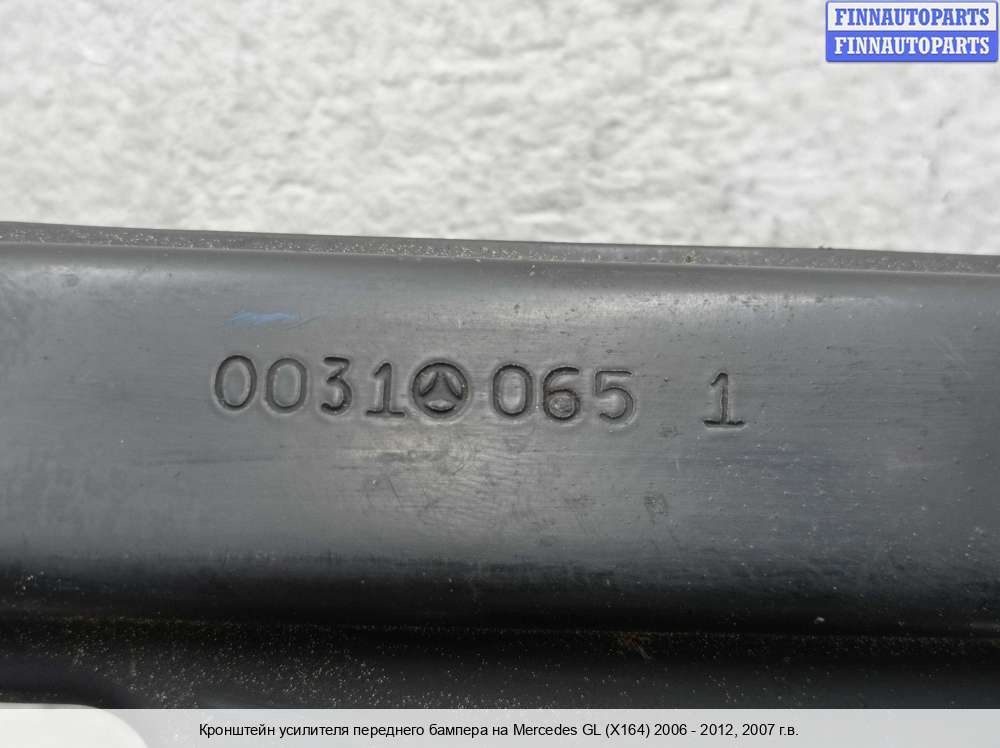 FINNAUTOPARTS
FINNAUTOPARTS
0031 065 1
Кронштейн усилителя переднего бампера на Mercedes GL (X164) 2006 - 2012, 2007 г.в.